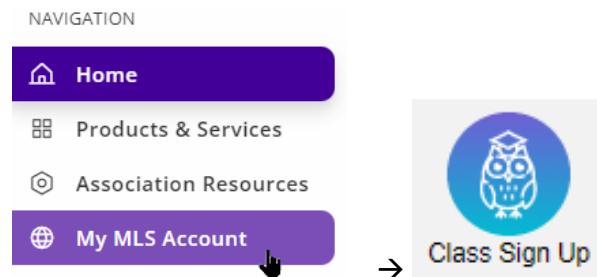 NAVIGATION
Home
Products & Services
Association Resources
My MLS Account
→
Class Sign Up